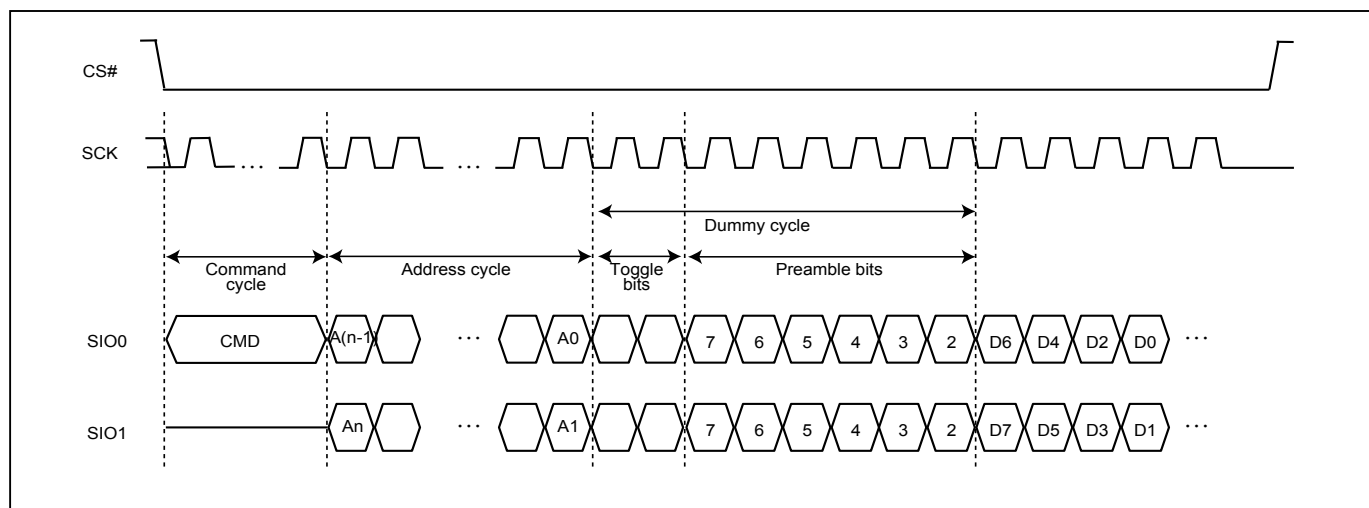 CS#
SCK
...
...
Dummy cycle
Command
cycle
Address cycle
Toggle
bits
Preamble bits
SIO0
CMD
A(n-1)
...
A0
7
6
5
4
3
2
D6
D4
D2
D0
...
SIO1
An
...
A1
7
6
5
4
3
2
D7
D5
D3
D1
...